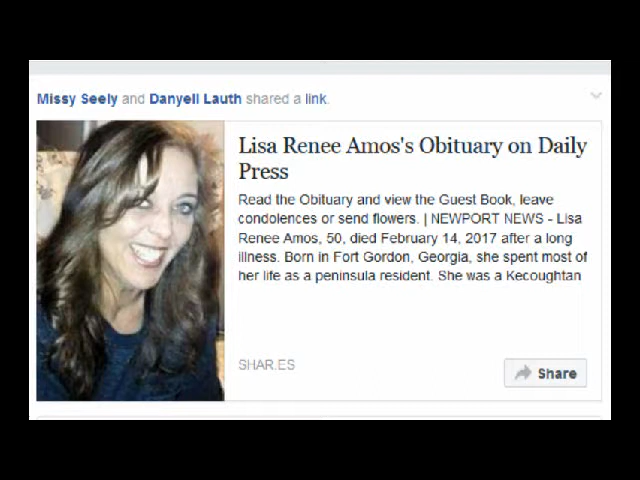 Missy Seely and Danyell Lauth shared a link.
Lisa Renee Amos's Obituary on Daily
Press
Read the Obituary and view the Guest Book, leave
condolences or send flowers. | NEWPORT NEWS - Lisa
Renee Amos, 50, died February 14, 2017 after a long
illness. Born in Fort Gordon, Georgia, she spent most of
her life as a peninsula resident. She was a Kecoughtan
SHAR.ES
Share